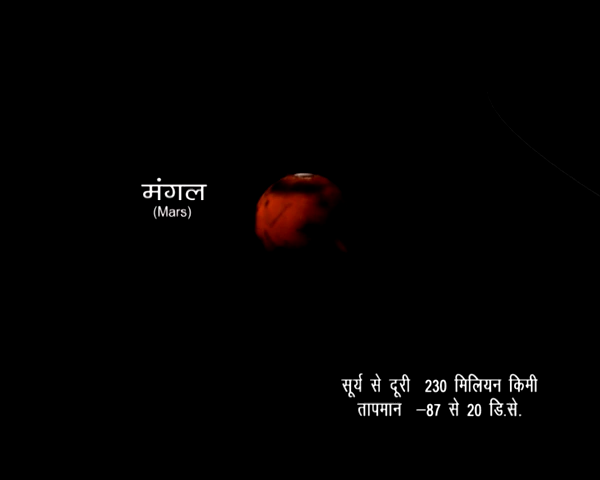 मंगल
(Mars)
सूर्य से दूरी 230 मिलियन किमी
तापमान –87 से 20 डि.से.